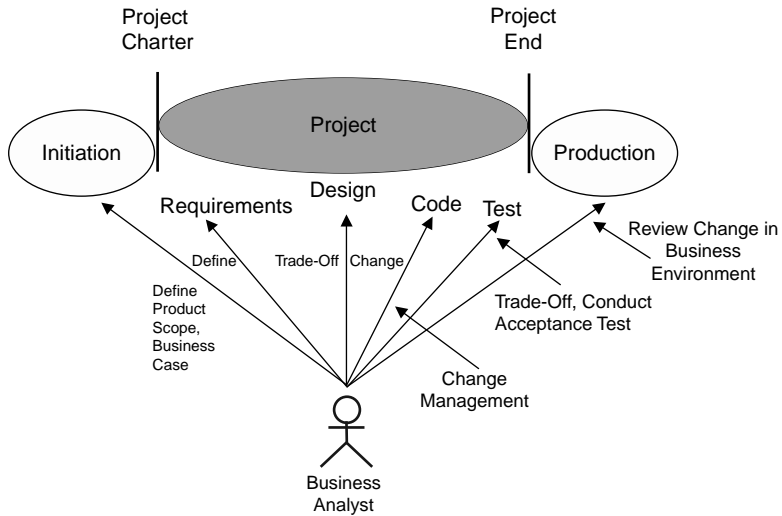 Project
Charter
Project
End
Initiation
Project
Production
Requirements
Design
Code
Test
Define
Trade-Off
Change
Review Change in
Business
Environment
Define
Product
Scope,
Business
Case
Trade-Off, Conduct
Acceptance Test
Change
Management
Business
Analyst